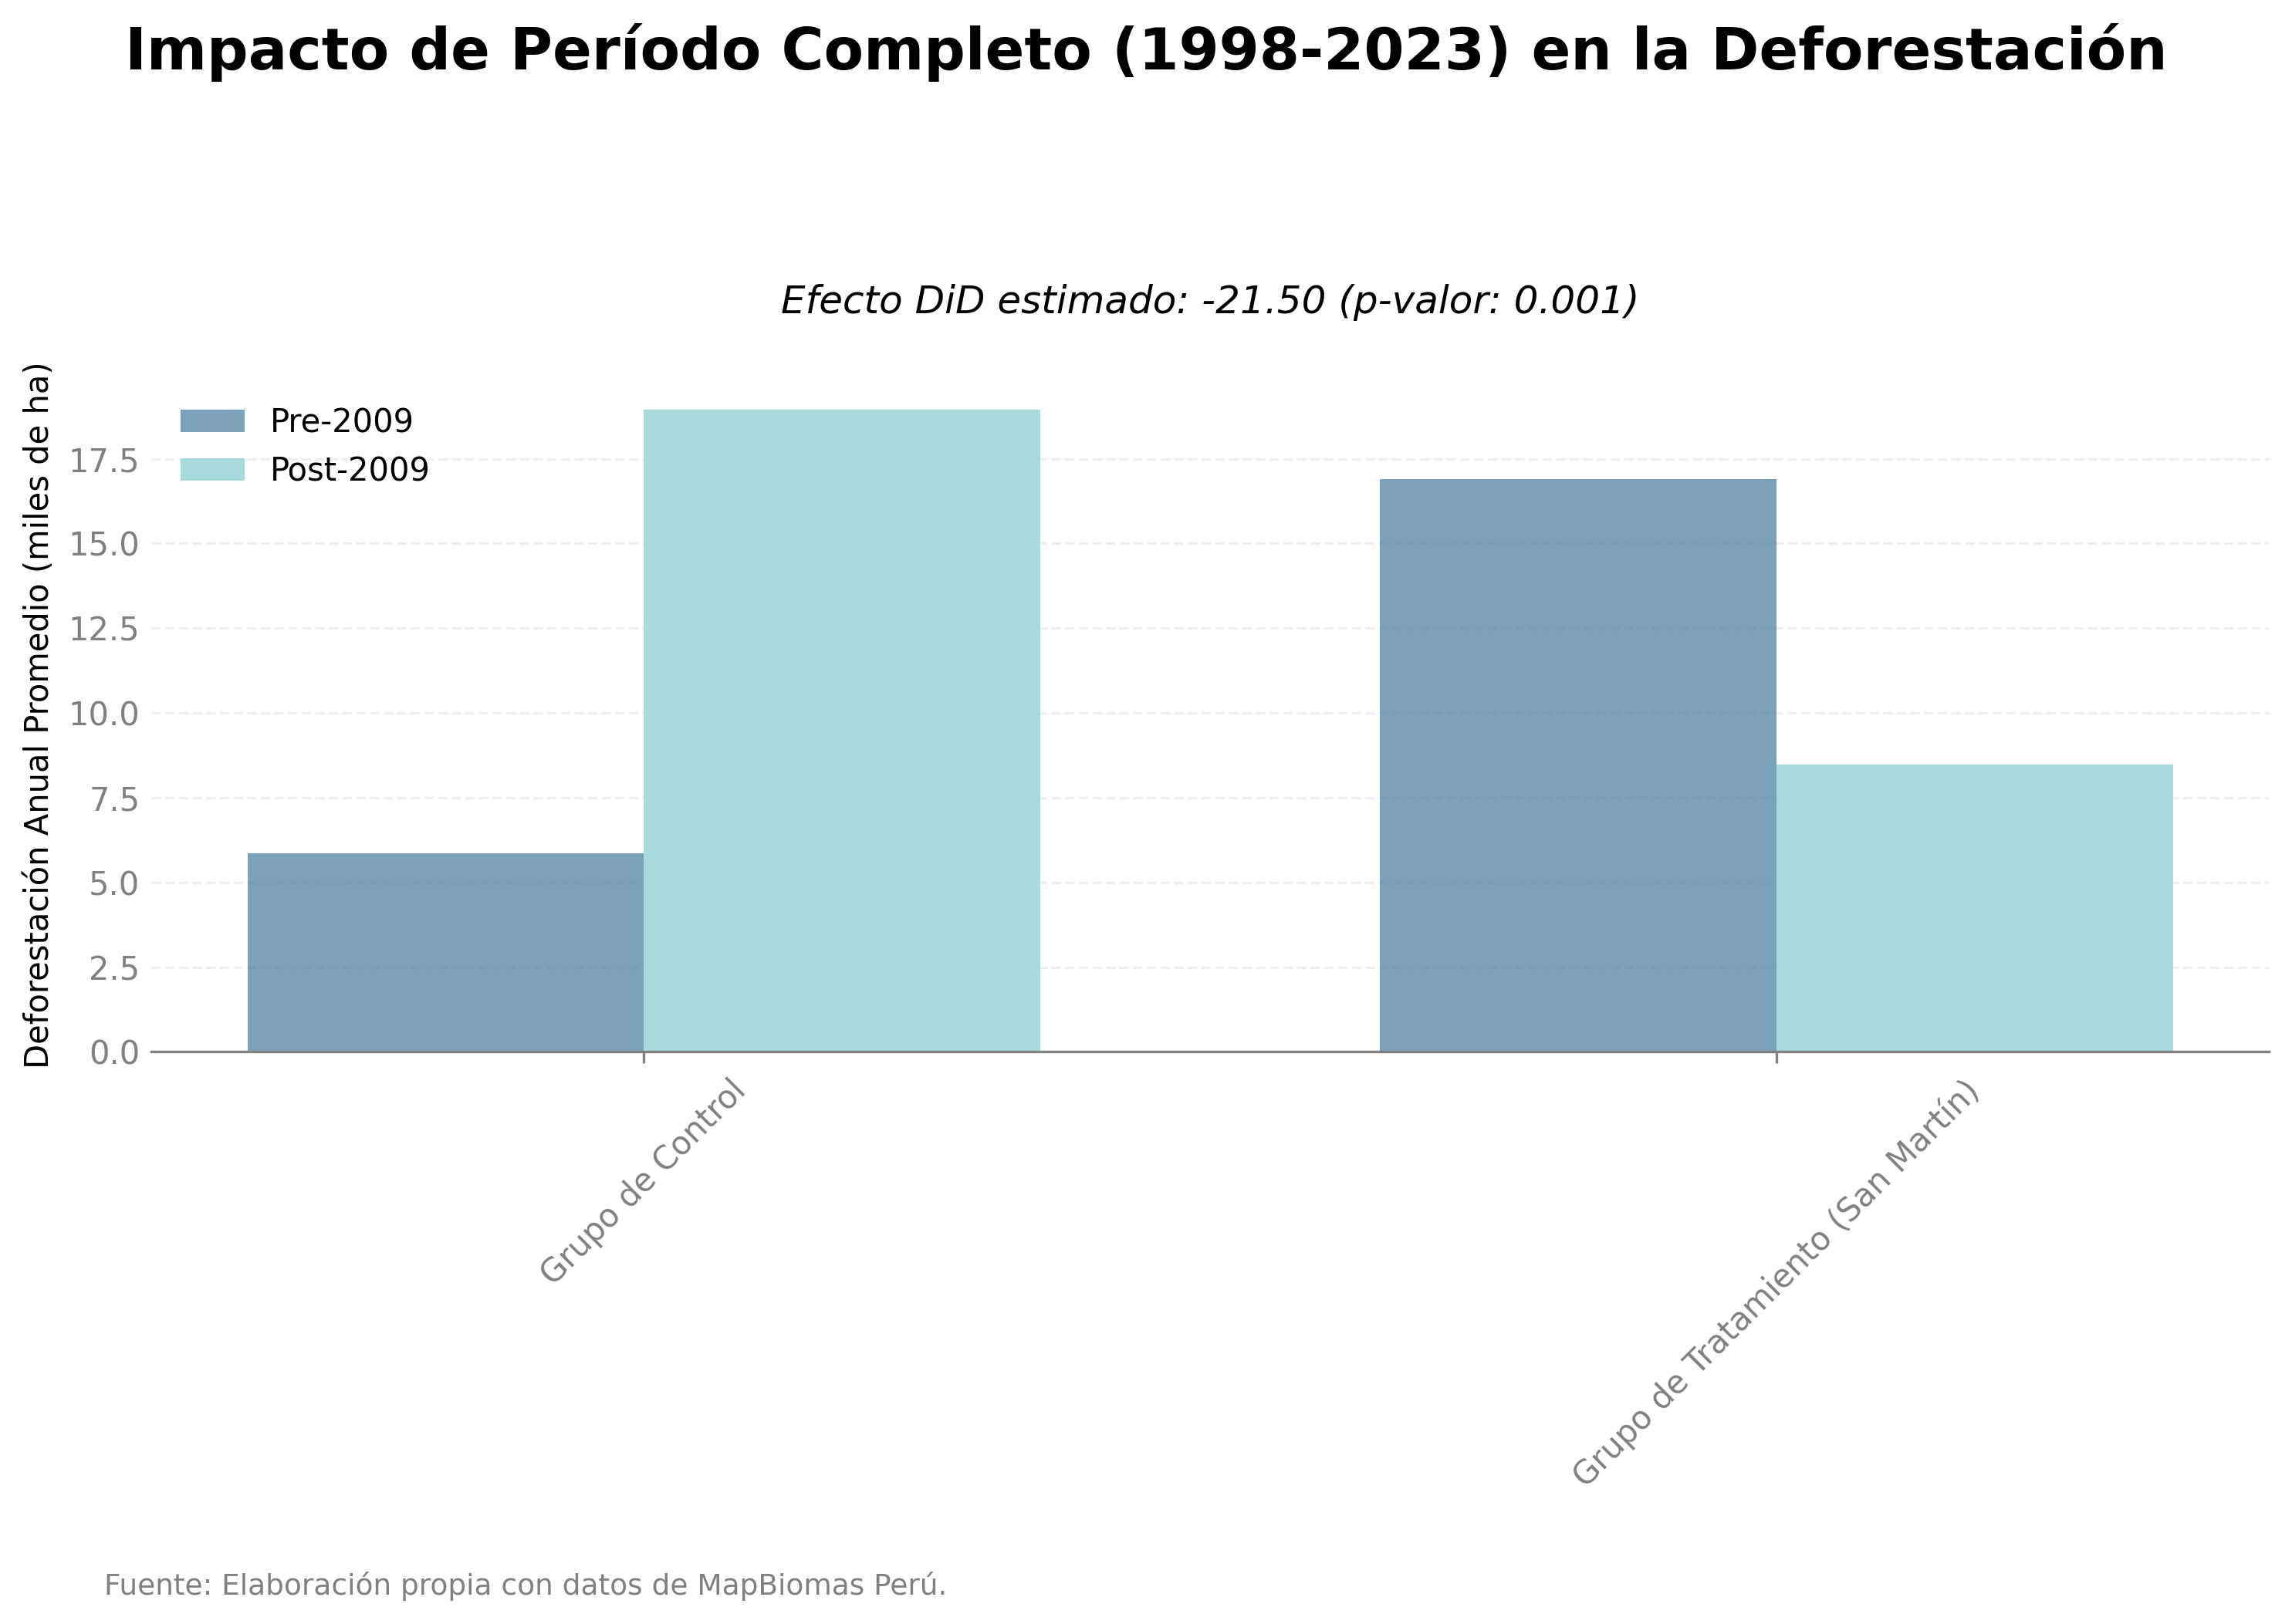 Impacto de Período Completo (1998-2023) en la Deforestación
Efecto DiD estimado: -21.50 (p-valor: 0.001)
Deforestación Anual Promedio (miles de ha)
Pre-2009
Post-2009
17.5
15.0
12.5
10.0
7.5
5.0
2.5
0.0
Grupo de Control
Grupo de Tratamiento (San Martín)
Fuente: Elaboración propia con datos de MapBiomas Perú.